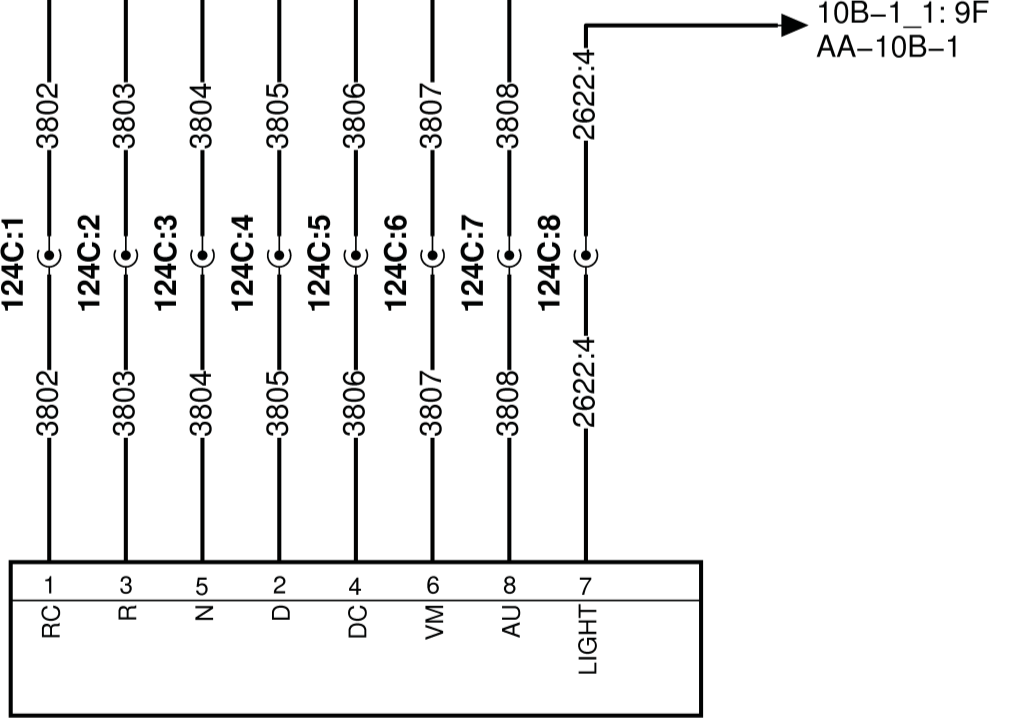 10B–1_1: 9F
AA–10B–1
3802 3803 3804 3805 3806 3807 3808 2622:4
124C:1 124C:2 124C:3 124C:4 124C:5 124C:6 124C:7 124C:8
3802 3803 3804 3805 3806 3807 3808 2622:4
1 3 5 2 4 6 8 7
RC R N D DC VM AU LIGHT